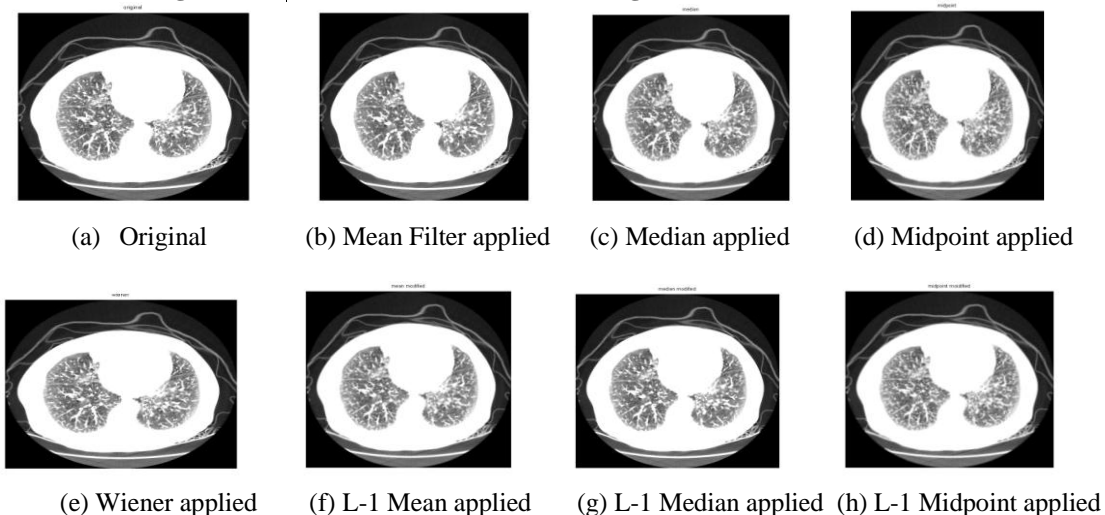 original
median
midpoint
(a) Original
(b) Mean Filter applied
(c) Median applied
(d) Midpoint applied
wiener
mean modified
median modified
midpoint modified
(e) Wiener applied
(f) L-1 Mean applied
(g) L-1 Median applied
(h) L-1 Midpoint applied